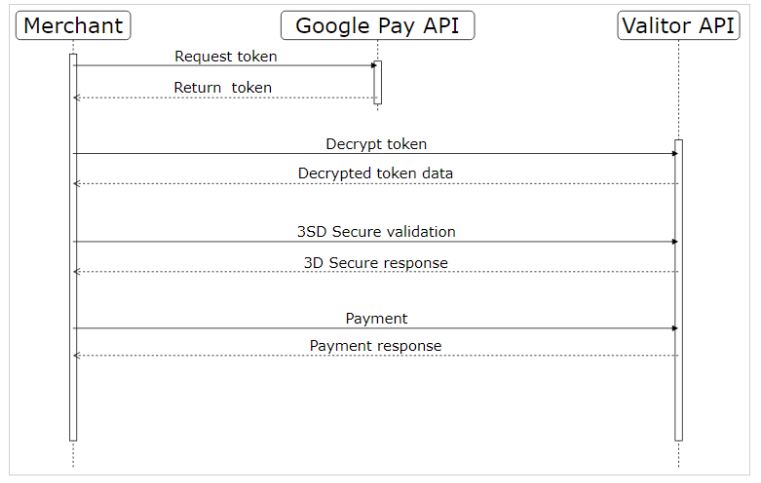 Merchant
Google Pay API
Valitor API
Request token
Return token
Decrypt token
Decrypted token data
3SD Secure validation
3D Secure response
Payment
Payment response